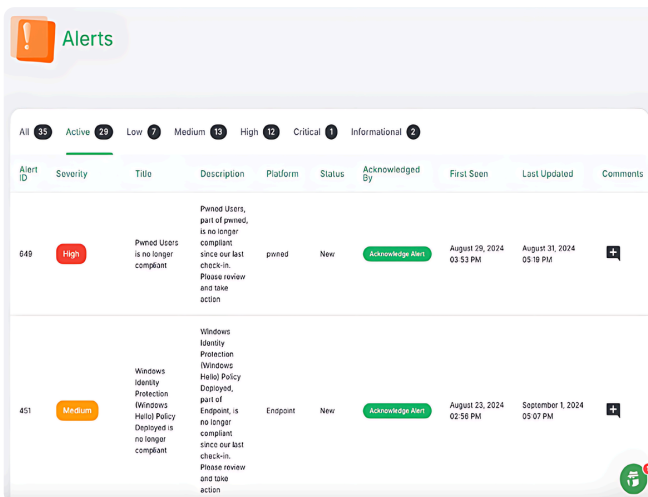 Alerts
All 35 Active 29 Low 7 Medium 13 High 12 Critical 1 Informational 2
Alert ID Severity Title Description Platform Status Acknowledged By First Seen Last Updated Comments
649
High
Pwned Users
is no longer
compliant
Pwned Users,
part of pwned,
is no longer
compliant
since our last
check-in.
Please review
and take
action
pwned
New
Acknowledge Alert
August 29, 2024
03:53 PM
August 31, 2024
05:19 PM
451
Medium
Windows
Identity
Protection
(Windows
Hello) Policy
Deployed is
no longer
compliant
Windows
Identity
Protection
(Windows
Hello) Policy
Deployed,
part of
Endpoint, is
no longer
compliant
since our last
check-in.
Please review
and take
action
Endpoint
New
Acknowledge Alert
August 23, 2024
02:56 PM
September 1, 2024
05:07 PM